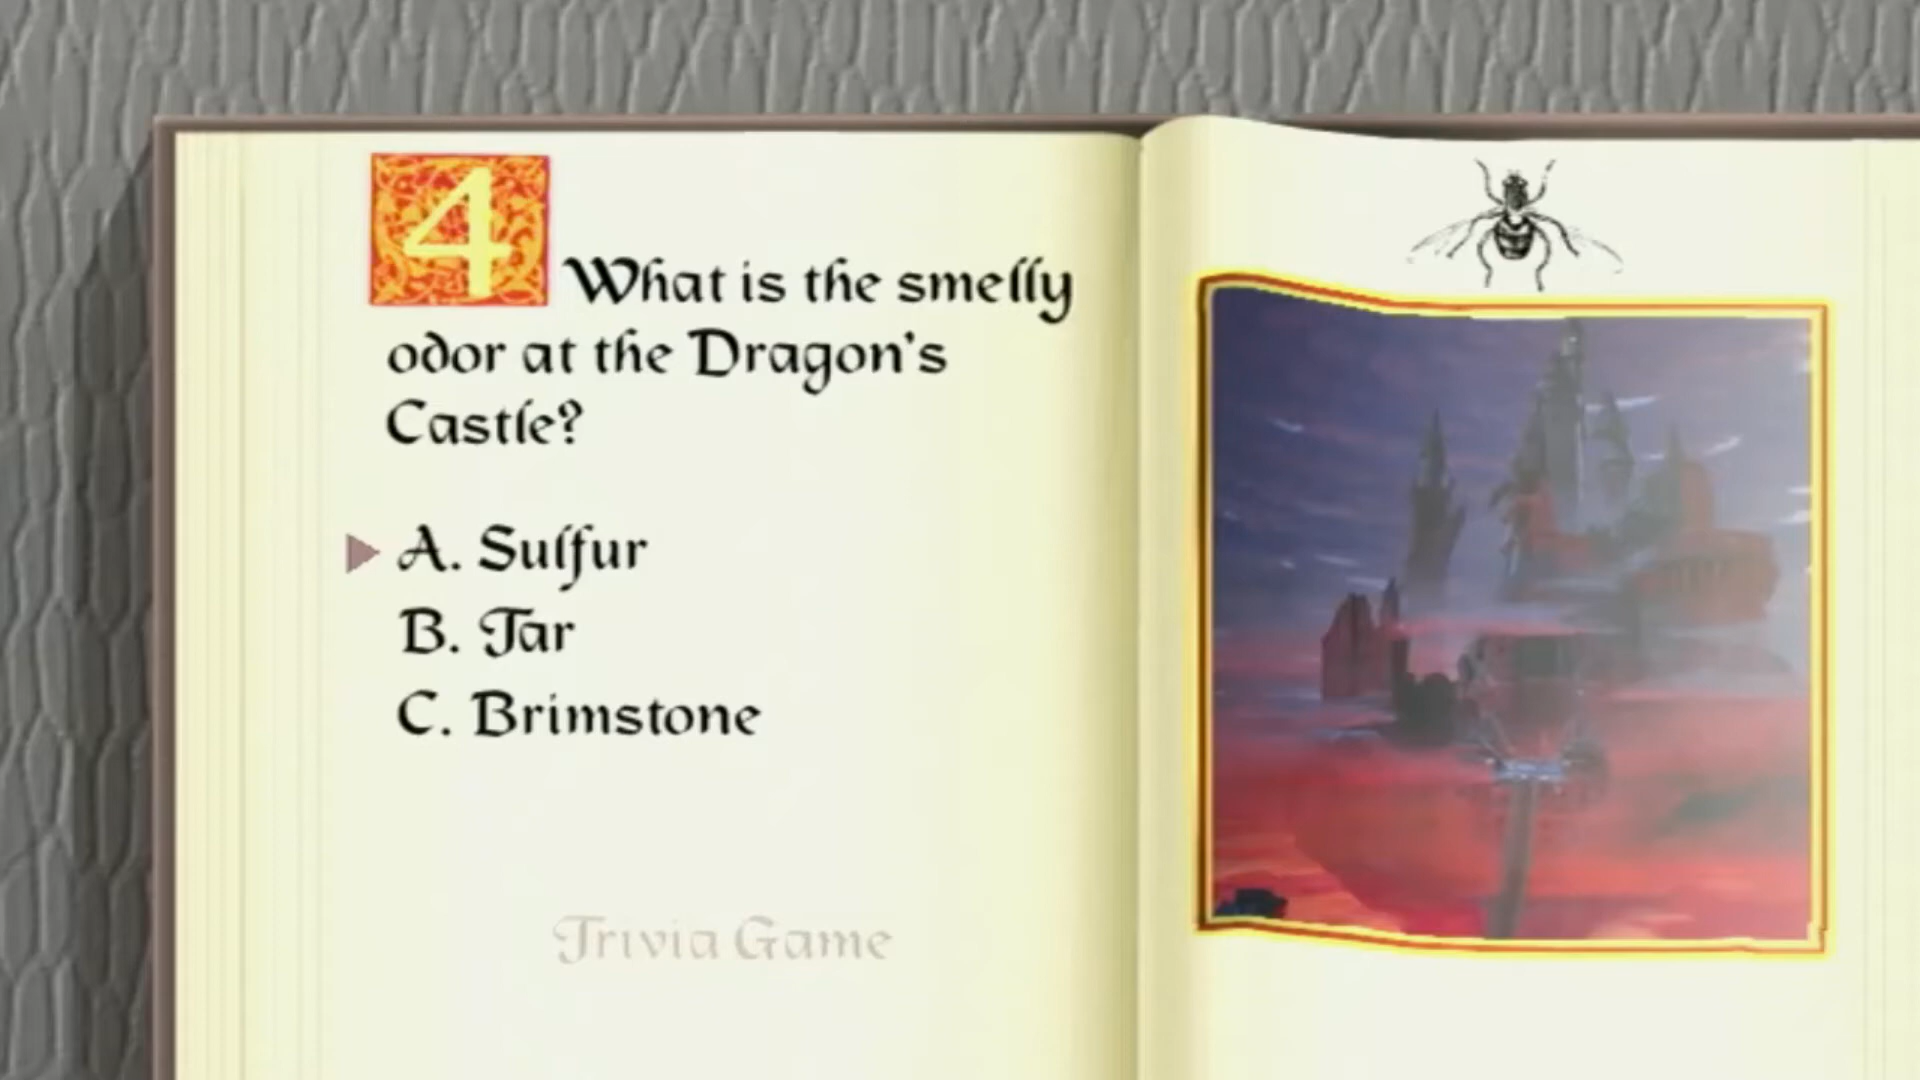 4 What is the smelly
odor at the Dragon's
Castle?
A. Sulfur
B. Tar
C. Brimstone
Trivia Game